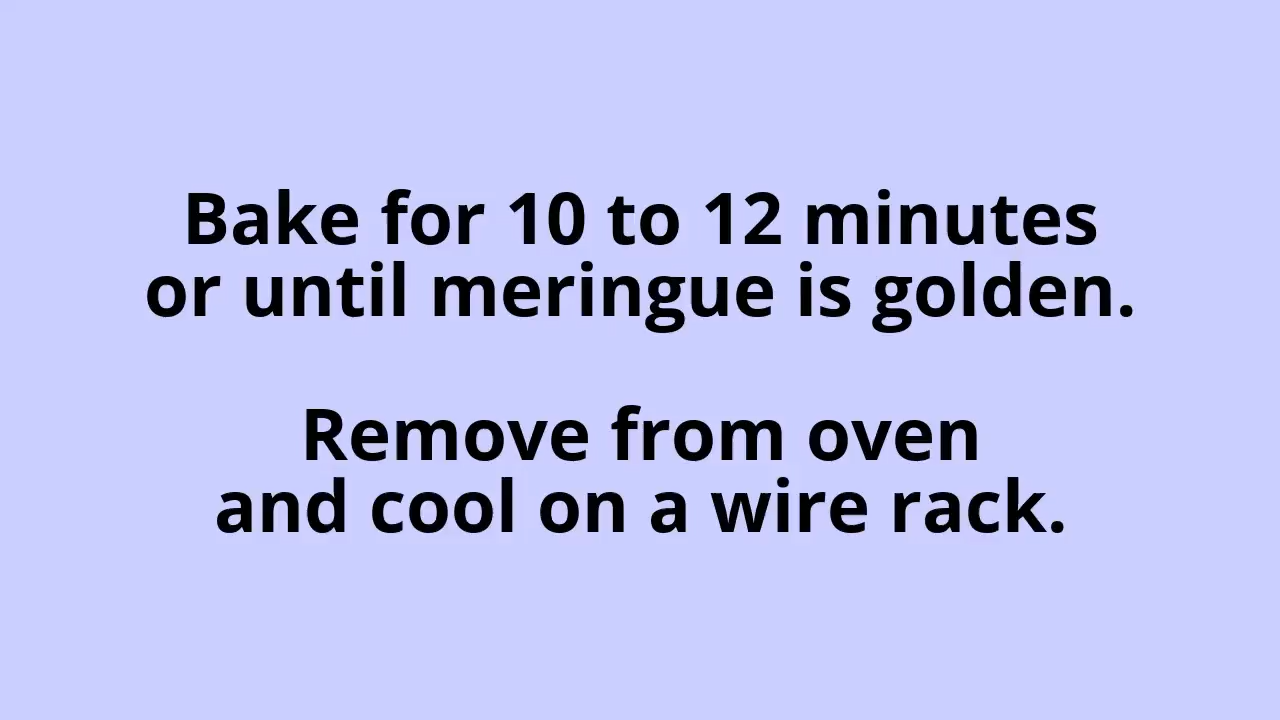 Bake for 10 to 12 minutes
or until meringue is golden.
Remove from oven
and cool on a wire rack.